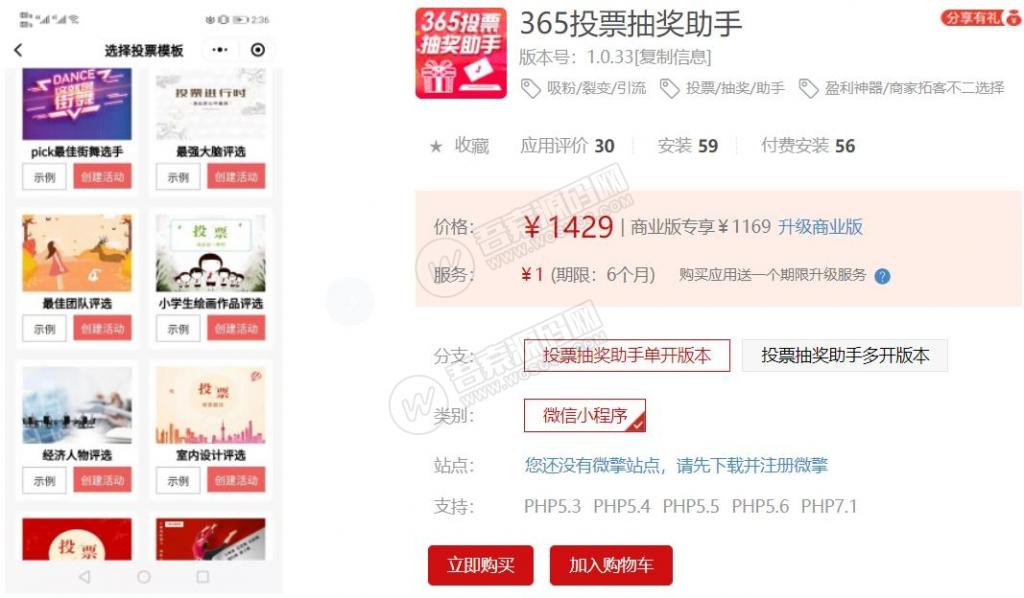 2:36
选择投票模板
DANCE
这就是
街舞
投票进行时
pick最佳街舞选手
最强大脑评选
示例
创建活动
示例
创建活动
投票
最佳团队评选
小学生绘画作品评选
示例
创建活动
示例
创建活动
投票
经济人物评选
室内设计评选
示例
创建活动
示例
创建活动
投票
365投票
抽奖助手
365投票抽奖助手
分享有礼
版本号：1.0.33[复制信息]
吸粉/裂变/引流
投票/抽奖/助手
盈利神器/商家拓客不二选择
★ 收藏
应用评价 30
安装 59
付费安装 56
价格：
￥1429 | 商业版专享￥1169 升级商业版
服务：
￥1 (期限：6个月) 购买应用送一个期限升级服务 ?
分支：
投票抽奖助手单开版本
投票抽奖助手多开版本
类别：
微信小程序
站点：
您还没有微擎站点，请先下载并注册微擎
支持：
PHP5.3 PHP5.4 PHP5.5 PHP5.6 PHP7.1
立即购买
加入购物车